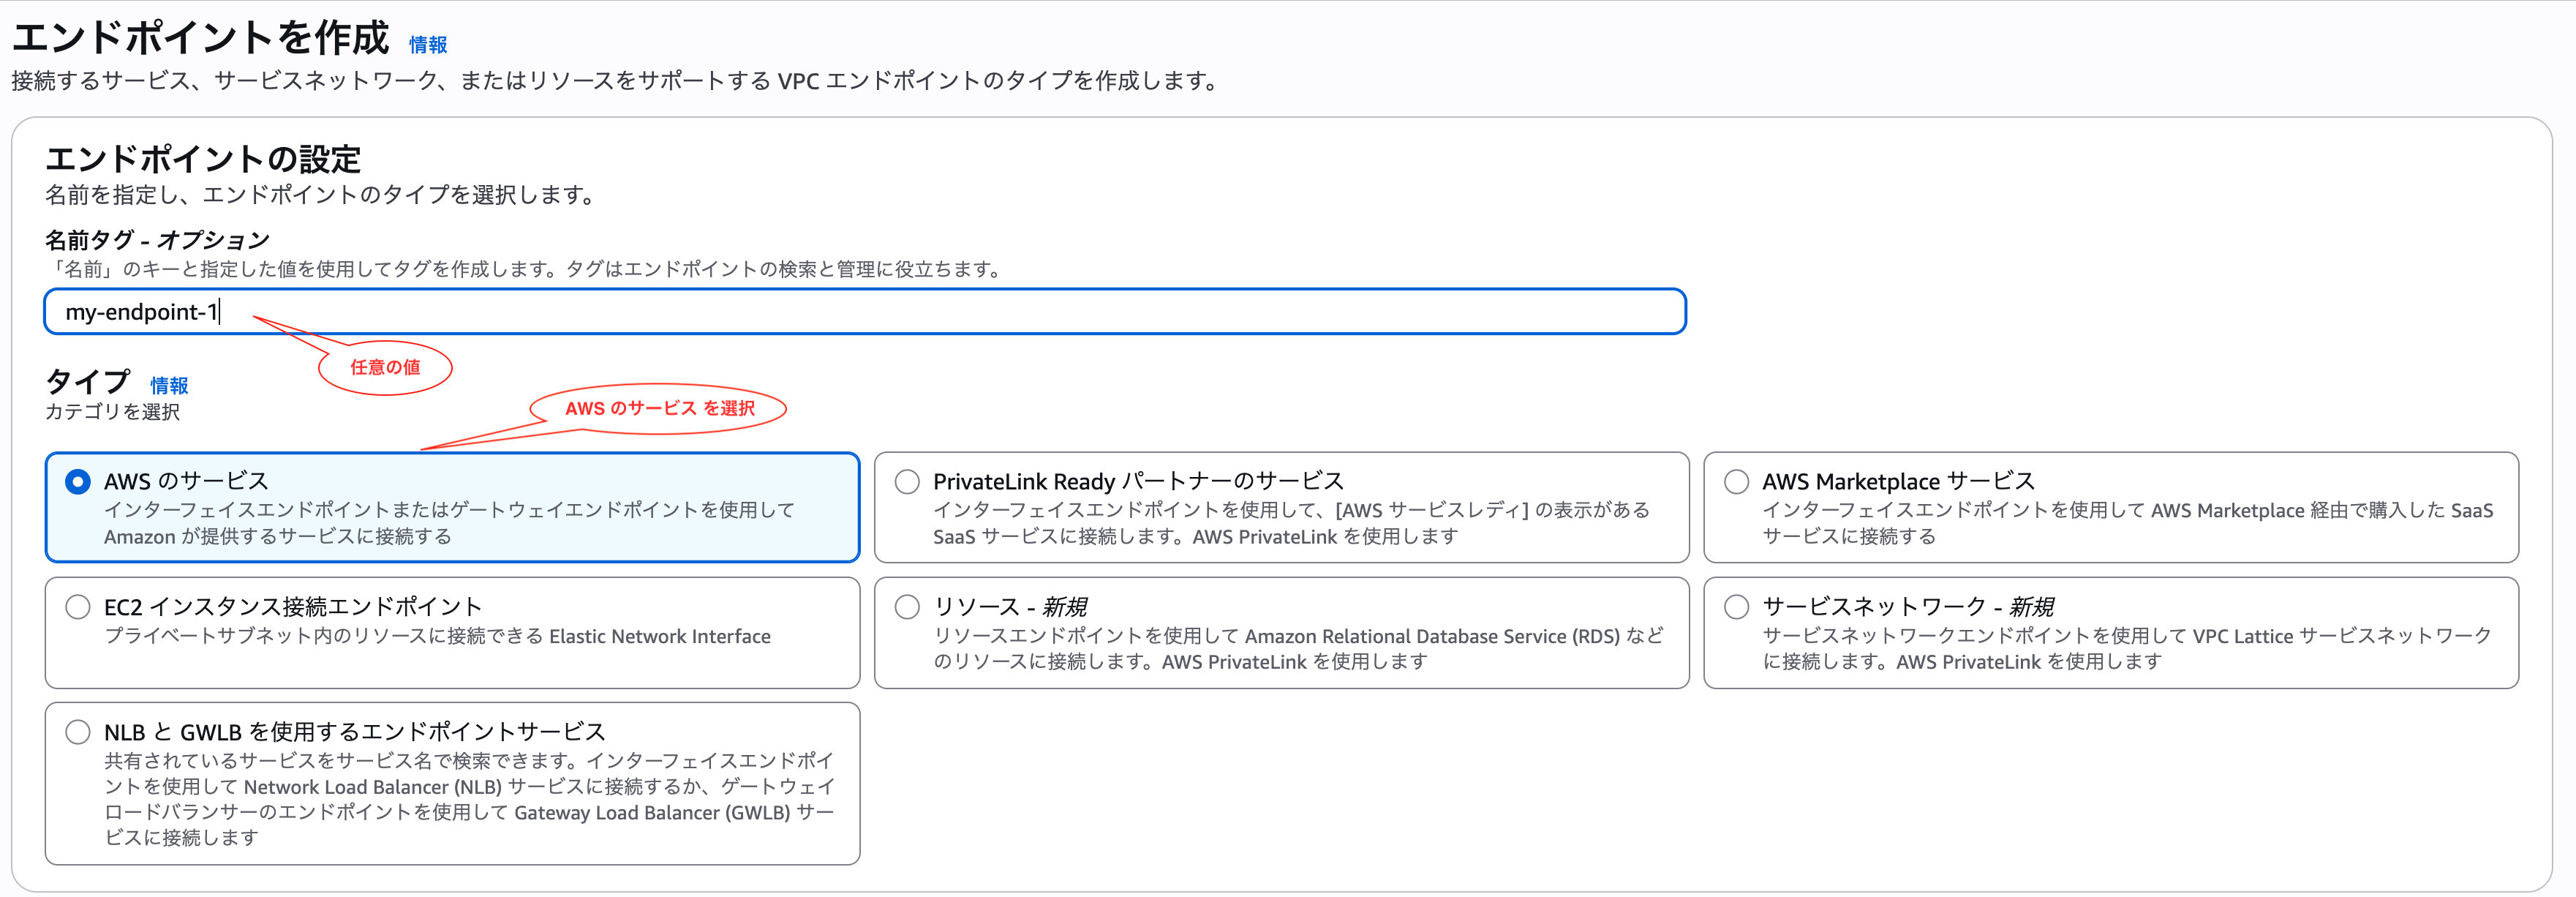 エンドポイントを作成 情報
接続するサービス、サービスネットワーク、またはリソースをサポートする VPC エンドポイントのタイプを作成します。
エンドポイントの設定
名前を指定し、エンドポイントのタイプを選択します。
名前タグ - オプション
「名前」のキーと指定した値を使用してタグを作成します。タグはエンドポイントの検索と管理に役立ちます。
my-endpoint-1
任意の値
タイプ 情報
カテゴリを選択
AWS のサービス を選択
AWS のサービス
インターフェイスエンドポイントまたはゲートウェイエンドポイントを使用して
Amazon が提供するサービスに接続する
PrivateLink Ready パートナーのサービス
インターフェイスエンドポイントを使用して、[AWS サービスレディ] の表示がある
SaaS サービスに接続します。AWS PrivateLink を使用します
AWS Marketplace サービス
インターフェイスエンドポイントを使用して AWS Marketplace 経由で購入した SaaS
サービスに接続する
EC2 インスタンス接続エンドポイント
プライベートサブネット内のリソースに接続できる Elastic Network Interface
リソース - 新規
リソースエンドポイントを使用して Amazon Relational Database Service (RDS) など
のリソースに接続します。AWS PrivateLink を使用します
サービスネットワーク - 新規
サービスネットワークエンドポイントを使用して VPC Lattice サービスネットワーク
に接続します。AWS PrivateLink を使用します
NLB と GWLB を使用するエンドポイントサービス
共有されているサービスをサービス名で検索できます。インターフェイスエンドポイ
ントを使用して Network Load Balancer (NLB) サービスに接続するか、ゲートウェイ
ロードバランサーのエンドポイントを使用して Gateway Load Balancer (GWLB) サー
ビスに接続します